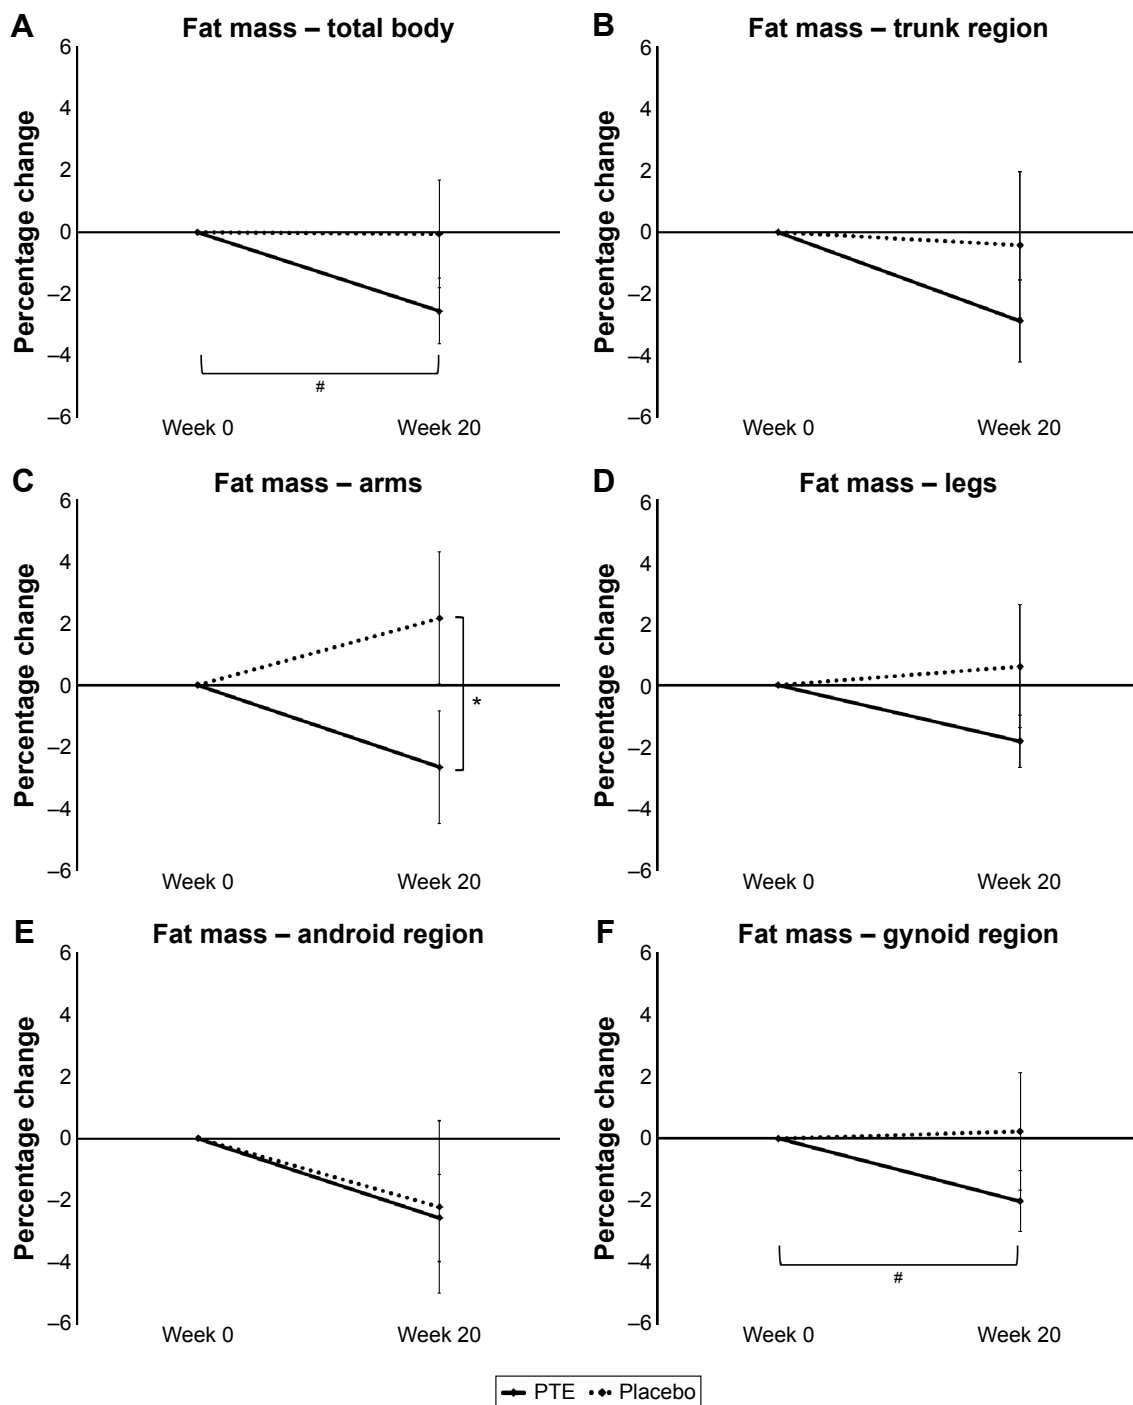 A Fat mass – total body
Percentage change
6
4
2
0
–2
–4
–6
#
Week 0 Week 20
B Fat mass – trunk region
Percentage change
6
4
2
0
–2
–4
–6
Week 0 Week 20
C Fat mass – arms
Percentage change
6
4
2
0
–2
–4
–6
*
Week 0 Week 20
D Fat mass – legs
Percentage change
6
4
2
0
–2
–4
–6
Week 0 Week 20
E Fat mass – android region
Percentage change
6
4
2
0
–2
–4
–6
Week 0 Week 20
F Fat mass – gynoid region
Percentage change
6
4
2
0
–2
–4
–6
#
Week 0 Week 20
PTE Placebo